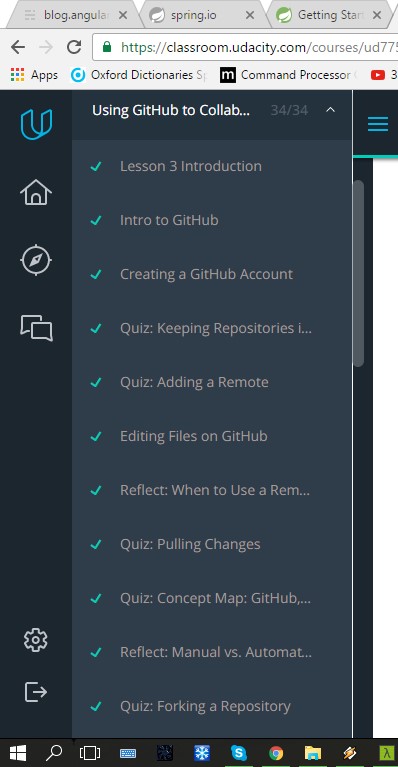 blog.angula
spring.io
Getting Star
https://classroom.udacity.com/courses/ud775
Apps
Oxford Dictionaries S
Command Processor
37
Using GitHub to Collab... 34/34
Lesson 3 Introduction
Intro to GitHub
Creating a GitHub Account
Quiz: Keeping Repositories i...
Quiz: Adding a Remote
Editing Files on GitHub
Reflect: When to Use a Rem...
Quiz: Pulling Changes
Quiz: Concept Map: GitHub,...
Reflect: Manual vs. Automat...
Quiz: Forking a Repository